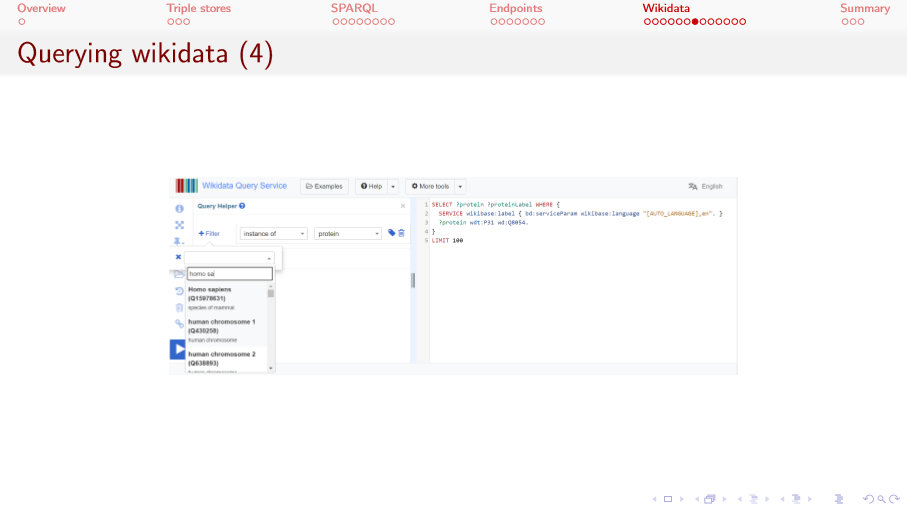 Overview
Triple stores
SPARQL
Endpoints
Wikidata
Summary
Querying wikidata (4)
Wikidata Query Service
Examples
Help
More tools
English
Query Helper
Filter
instance of
protein
homo sa
Homo sapiens
(Q15978631)
species of mammal
human chromosome 1
(Q430258)
human chromosome
human chromosome 2
(Q638893)
1 SELECT ?protein ?proteinLabel WHERE {
2 SERVICE wikibase:label { bd:serviceParam wikibase:language "[AUTO_LANGUAGE],en". }
3 ?protein wdt:P31 wd:Q8054.
4 }
5 LIMIT 100